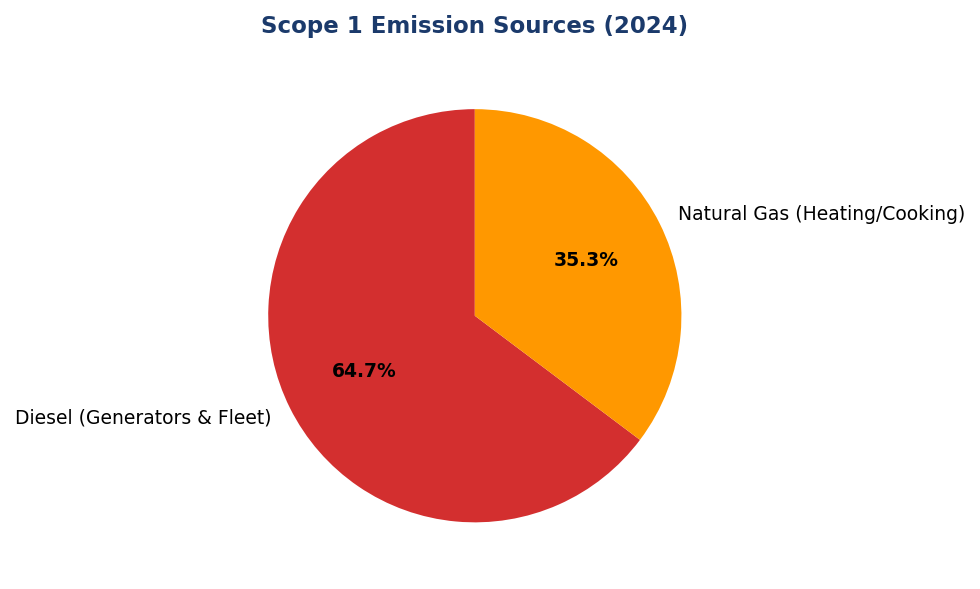 Scope 1 Emission Sources (2024)
Natural Gas (Heating/Cooking)
35.3%
64.7%
Diesel (Generators & Fleet)